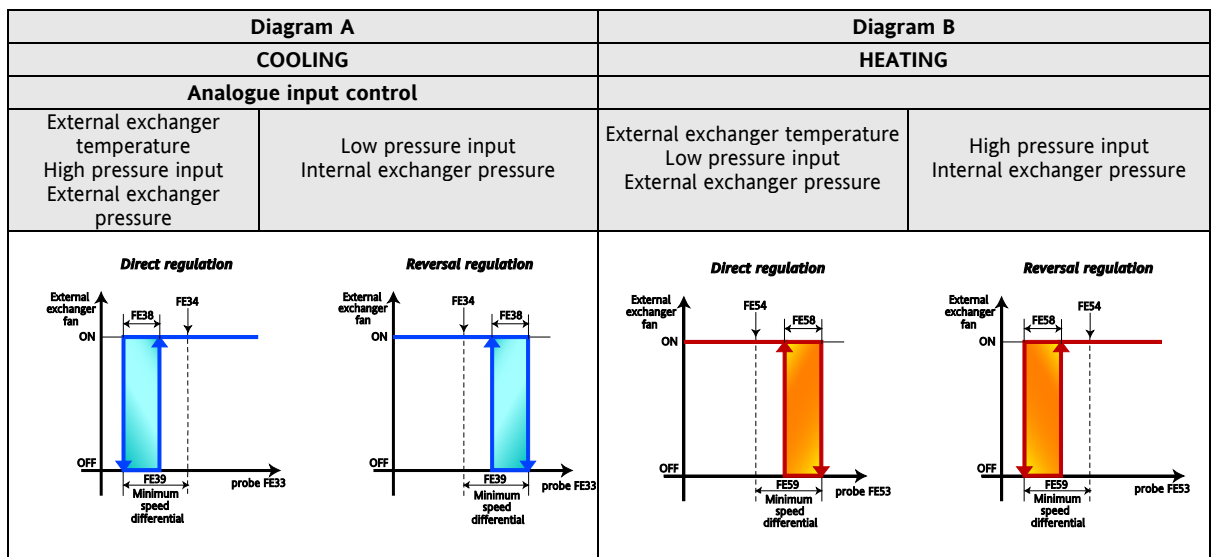 Diagram A
Diagram B
COOLING
HEATING
Analogue input control
External exchanger
temperature
High pressure input
External exchanger
pressure
Low pressure input
Internal exchanger pressure
External exchanger temperature
Low pressure input
External exchanger pressure
High pressure input
Internal exchanger pressure
Direct regulation
External
exchanger
fan
FE38
FE34
ON
OFF
FE39
probe FE33
Minimum
speed
differential
Reversal regulation
External
exchanger
fan
FE34
FE38
ON
OFF
FE39
probe FE33
Minimum
speed
differential
Direct regulation
External
exchanger
fan
FE54
FE58
ON
OFF
FE59
probe FE53
Minimum
speed
differential
Reversal regulation
External
exchanger
fan
FE58
FE54
ON
OFF
FE59
probe FE53
Minimum
speed
differential